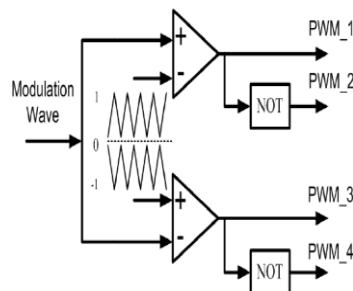 PWM_1
+
-
PWM_2
NOT
Modulation
Wave
1
0
-1
PWM_3
+
-
PWM_4
NOT